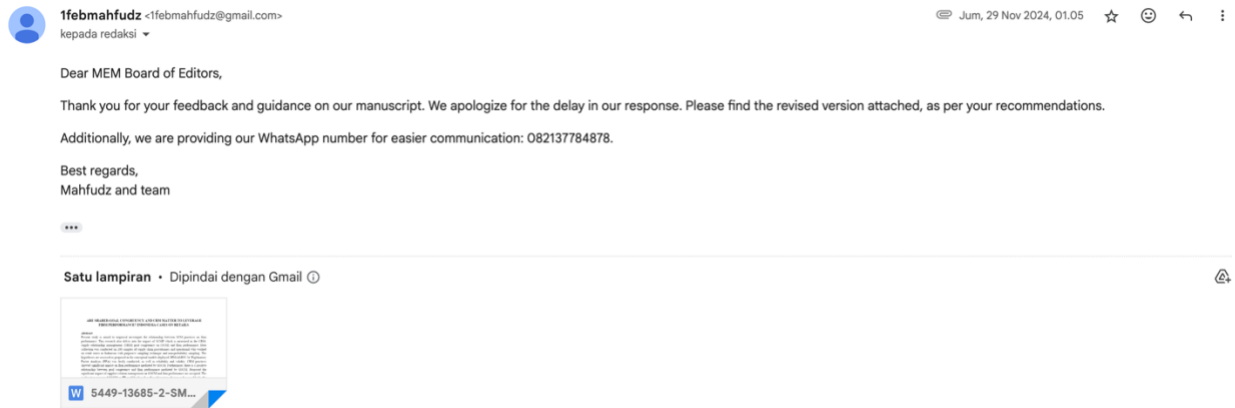 1febmahfudz <1febmahfudz@gmail.com>
Jum, 29 Nov 2024, 01.05
kepada redaksi
Dear MEM Board of Editors,
Thank you for your feedback and guidance on our manuscript. We apologize for the delay in our response. Please find the revised version attached, as per your recommendations.
Additionally, we are providing our WhatsApp number for easier communication: 082137784878.
Best regards,
Mahfudz and team
Satu lampiran • Dipindai dengan Gmail
W 5449-13685-2-SM...